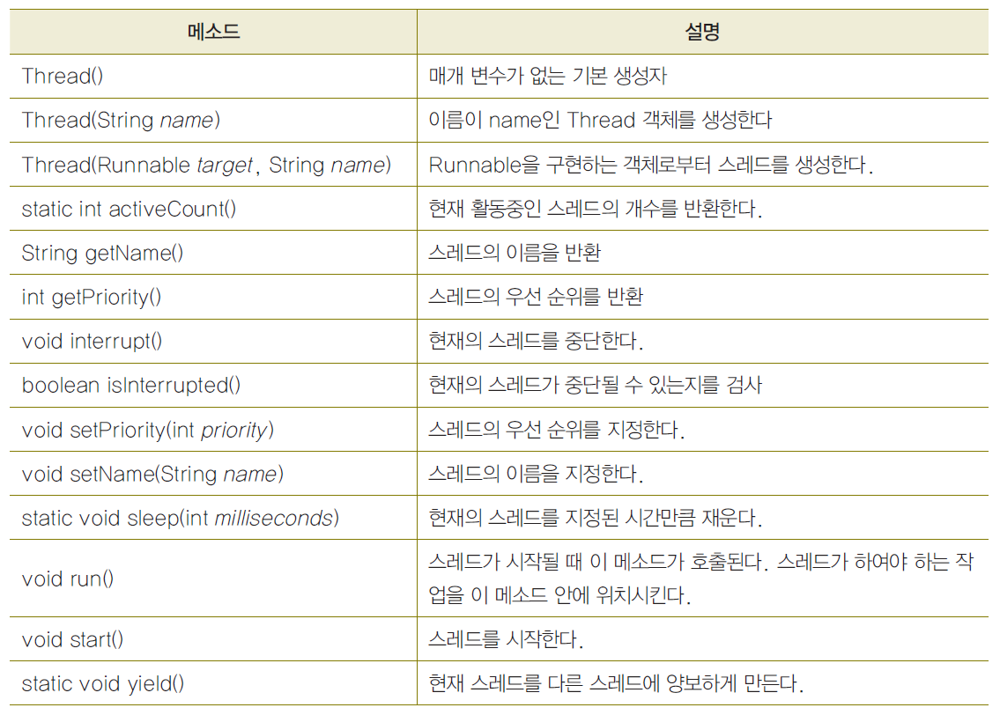 메소드 설명
Thread() 매개 변수가 없는 기본 생성자
Thread(String name) 이름이 name인 Thread 객체를 생성한다
Thread(Runnable target, String name) Runnable을 구현하는 객체로부터 스레드를 생성한다.
static int activeCount() 현재 활동중인 스레드의 개수를 반환한다.
String getName() 스레드의 이름을 반환
int getPriority() 스레드의 우선 순위를 반환
void interrupt() 현재의 스레드를 중단한다.
boolean isInterrupted() 현재의 스레드가 중단될 수 있는지를 검사
void setPriority(int priority) 스레드의 우선 순위를 지정한다.
void setName(String name) 스레드의 이름을 지정한다.
static void sleep(int milliseconds) 현재의 스레드를 지정된 시간만큼 재운다.
void run() 스레드가 시작될 때 이 메소드가 호출된다. 스레드가 하여야 하는 작
업을 이 메소드 안에 위치시킨다.
void start() 스레드를 시작한다.
static void yield() 현재 스레드를 다른 스레드에 양보하게 만든다.